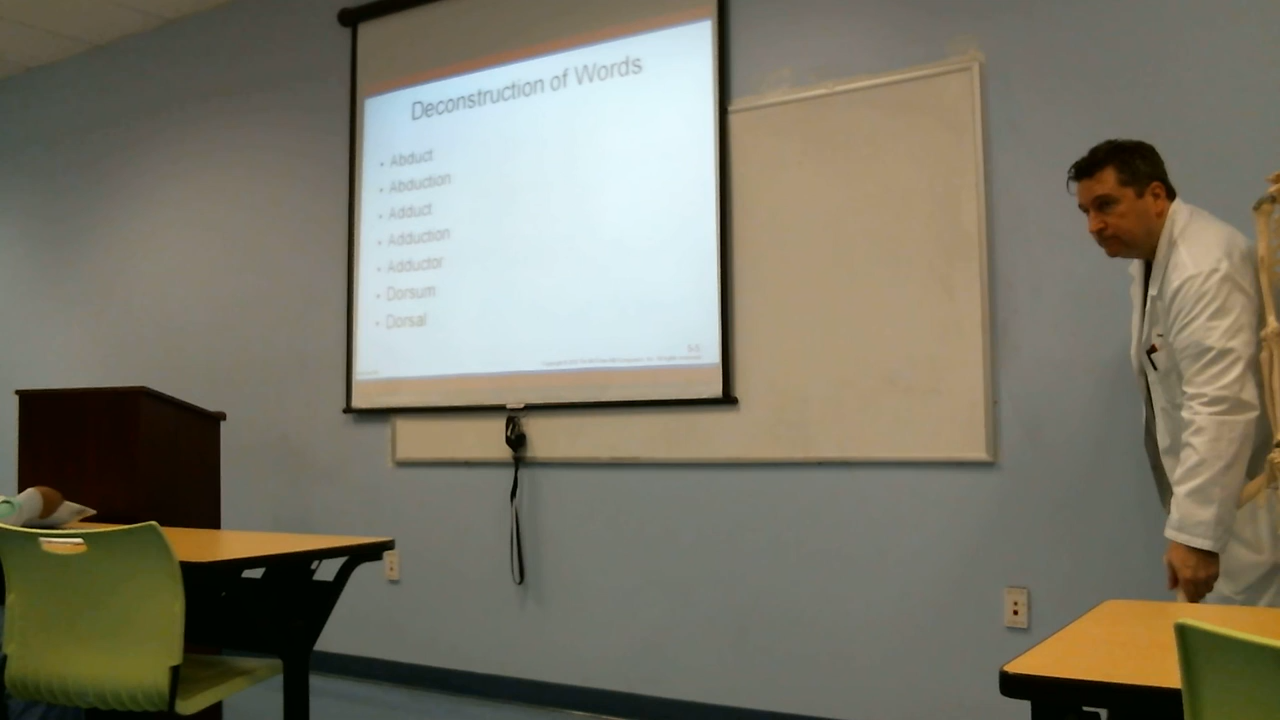 Deconstruction of Words
• Abduct
• Abduction
• Adduct
• Adduction
• Adductor
• Dorsum
• Dorsal